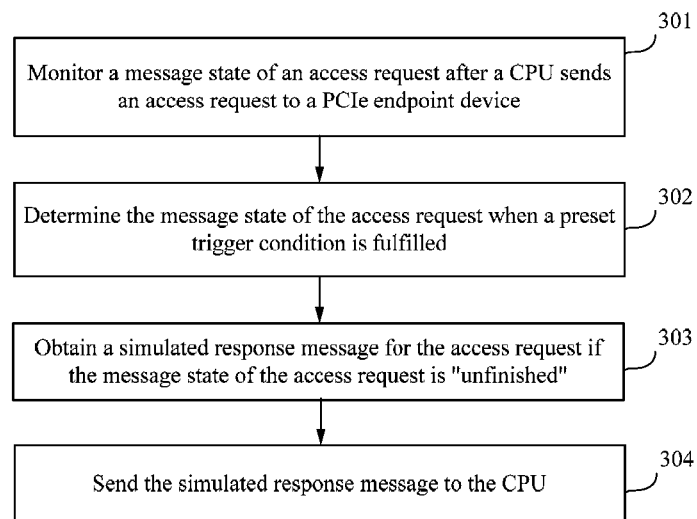 301
Monitor a message state of an access request after a CPU sends
an access request to a PCIe endpoint device
302
Determine the message state of the access request when a preset
trigger condition is fulfilled
303
Obtain a simulated response message for the access request if
the message state of the access request is "unfinished"
304
Send the simulated response message to the CPU